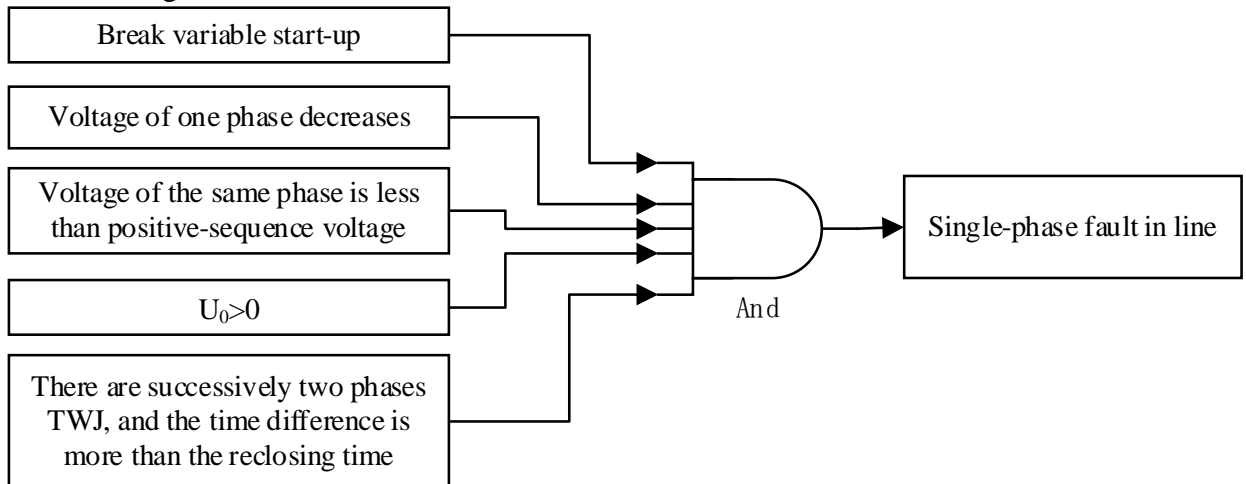 Break variable start-up
Voltage of one phase decreases
Voltage of the same phase is less
than positive-sequence voltage
U₀>0
There are successively two phases
TWJ, and the time difference is
more than the reclosing time
And
Single-phase fault in line